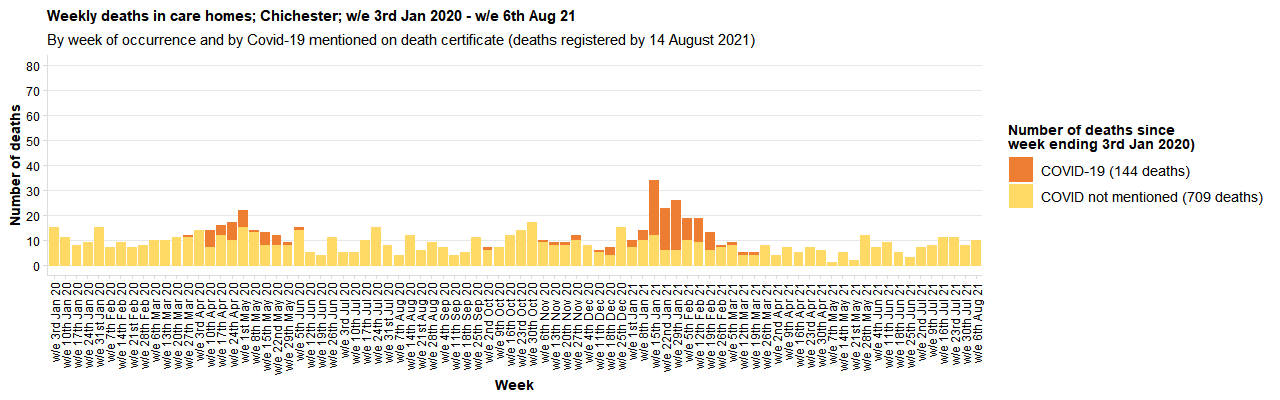 Weekly deaths in care homes; Chichester; w/e 3rd Jan 2020 - w/e 6th Aug 21
By week of occurrence and by Covid-19 mentioned on death certificate (deaths registered by 14 August 2021)
Number of deaths
80
70
60
50
40
30
20
10
0
w/e 3rd Jan 20
w/e 10th Jan 20
w/e 17th Jan 20
w/e 24th Jan 20
w/e 31st Jan 20
w/e 7th Feb 20
w/e 14th Feb 20
w/e 21st Feb 20
w/e 28th Feb 20
w/e 6th Mar 20
w/e 13th Mar 20
w/e 20th Mar 20
w/e 27th Mar 20
w/e 3rd Apr 20
w/e 10th Apr 20
w/e 17th Apr 20
w/e 24th Apr 20
w/e 1st May 20
w/e 8th May 20
w/e 15th May 20
w/e 22nd May 20
w/e 29th May 20
w/e 5th Jun 20
w/e 12th Jun 20
w/e 19th Jun 20
w/e 26th Jun 20
w/e 3rd Jul 20
w/e 10th Jul 20
w/e 17th Jul 20
w/e 24th Jul 20
w/e 31st Jul 20
w/e 7th Aug 20
w/e 14th Aug 20
w/e 21st Aug 20
w/e 28th Aug 20
w/e 4th Sep 20
w/e 11th Sep 20
w/e 18th Sep 20
w/e 25th Sep 20
w/e 2nd Oct 20
w/e 9th Oct 20
w/e 16th Oct 20
w/e 23rd Oct 20
w/e 30th Oct 20
w/e 6th Nov 20
w/e 13th Nov 20
w/e 20th Nov 20
w/e 27th Nov 20
w/e 4th Dec 20
w/e 11th Dec 20
w/e 18th Dec 20
w/e 25th Dec 20
w/e 1st Jan 21
w/e 8th Jan 21
w/e 15th Jan 21
w/e 22nd Jan 21
w/e 29th Jan 21
w/e 5th Feb 21
w/e 12th Feb 21
w/e 19th Feb 21
w/e 26th Feb 21
w/e 5th Mar 21
w/e 12th Mar 21
w/e 19th Mar 21
w/e 26th Mar 21
w/e 2nd Apr 21
w/e 9th Apr 21
w/e 16th Apr 21
w/e 23rd Apr 21
w/e 30th Apr 21
w/e 7th May 21
w/e 14th May 21
w/e 21st May 21
w/e 28th May 21
w/e 4th Jun 21
w/e 11th Jun 21
w/e 18th Jun 21
w/e 25th Jun 21
w/e 2nd Jul 21
w/e 9th Jul 21
w/e 16th Jul 21
w/e 23rd Jul 21
w/e 30th Jul 21
w/e 6th Aug 21
Week
Number of deaths since
week ending 3rd Jan 2020)
COVID-19 (144 deaths)
COVID not mentioned (709 deaths)